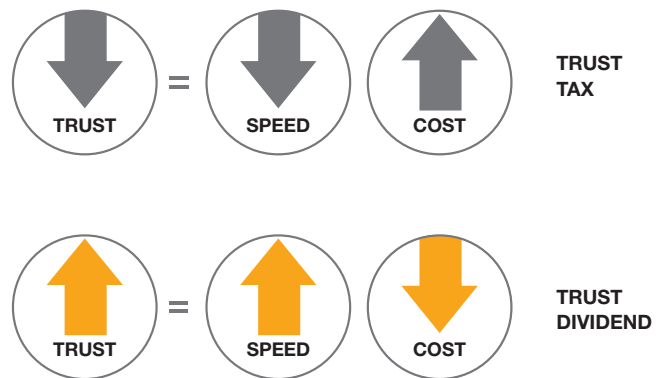 TRUST = SPEED COST TRUST TAX
TRUST = SPEED COST TRUST DIVIDEND